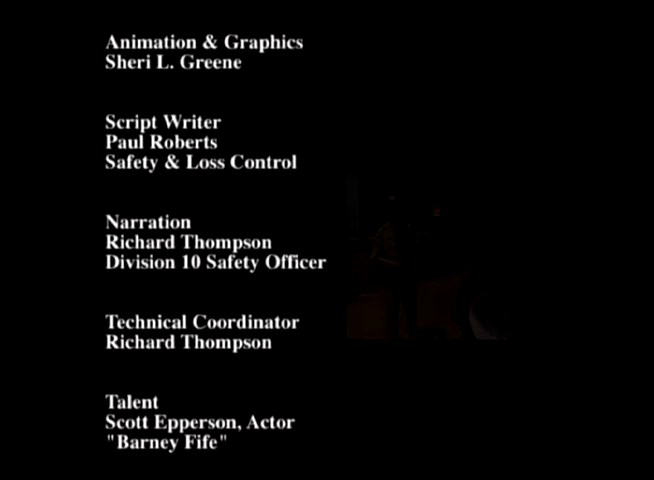 Animation & Graphics
Sheri L. Greene
Script Writer
Paul Roberts
Safety & Loss Control
Narration
Richard Thompson
Division 10 Safety Officer
Technical Coordinator
Richard Thompson
Talent
Scott Epperson, Actor
"Barney Fife"